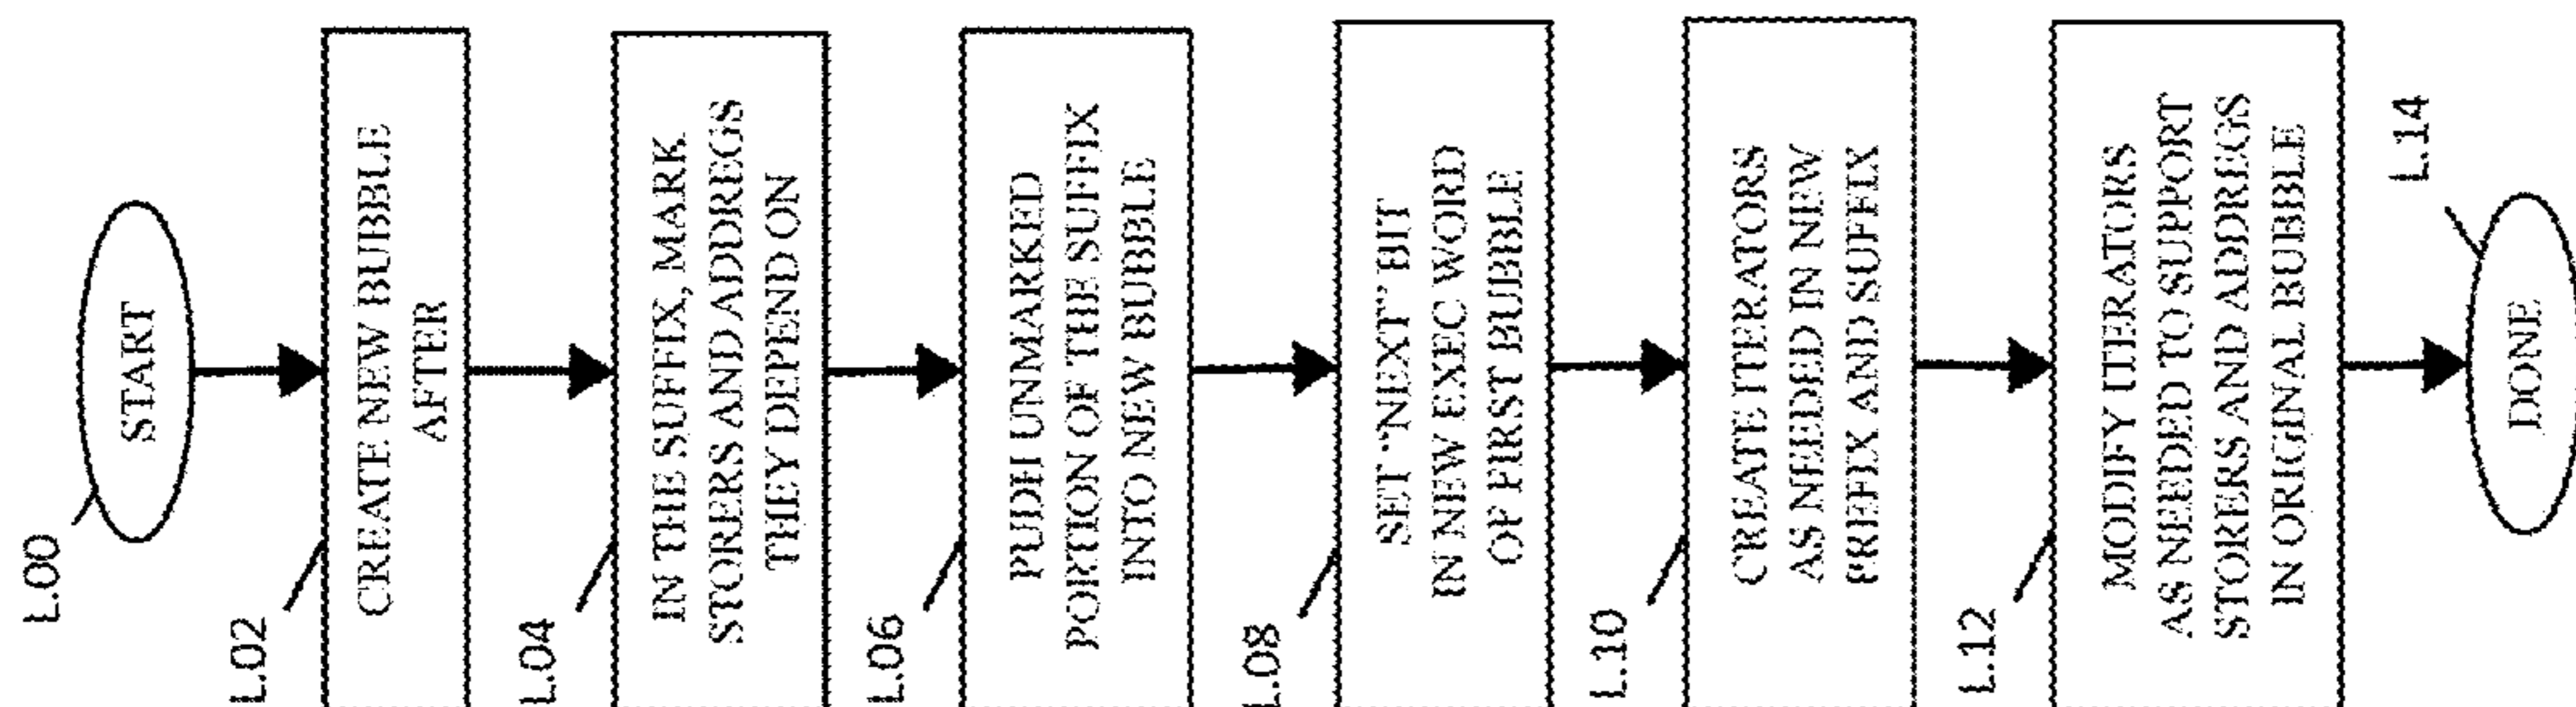 L.00
START
L.02
CREATE NEW BUBBLE
AFTER
L.04
IN THE SUFFIX, MARK
STORERS AND ADDREGS
THEY DEPEND ON
L.06
PUDH UNMARKED
PORTION OF THE SUFFIX
INTO NEW BUBBLE
L.08
SET "NEXT" BIT
IN NEW EXEC WORD
OF FIRST BUBBLE
L.10
CREATE ITERATORS
AS NEEDED IN NEW
PREFIX AND SUFFIX
L.12
MODIFY ITERATORS
AS NEEDED TO SUPPORT
STORERS AND ADDREGS
IN ORIGINAL BUBBLE
L.14
DONE